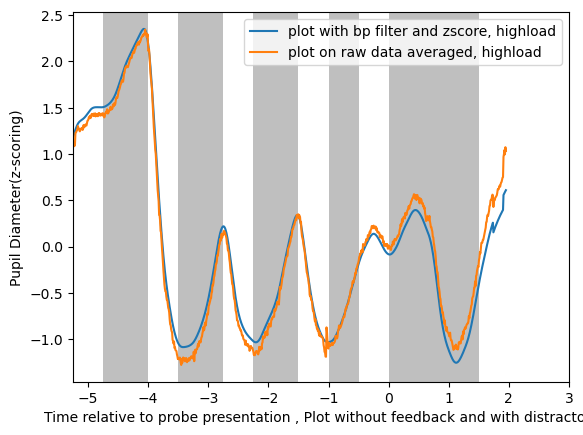 plot with bp filter and zscore, highload
plot on raw data averaged, highload
Pupil Diameter(z-scoring)
2.5
2.0
1.5
1.0
0.5
0.0
−0.5
−1.0
−5 −4 −3 −2 −1 0 1 2 3
Time relative to probe presentation , Plot without feedback and with distracto